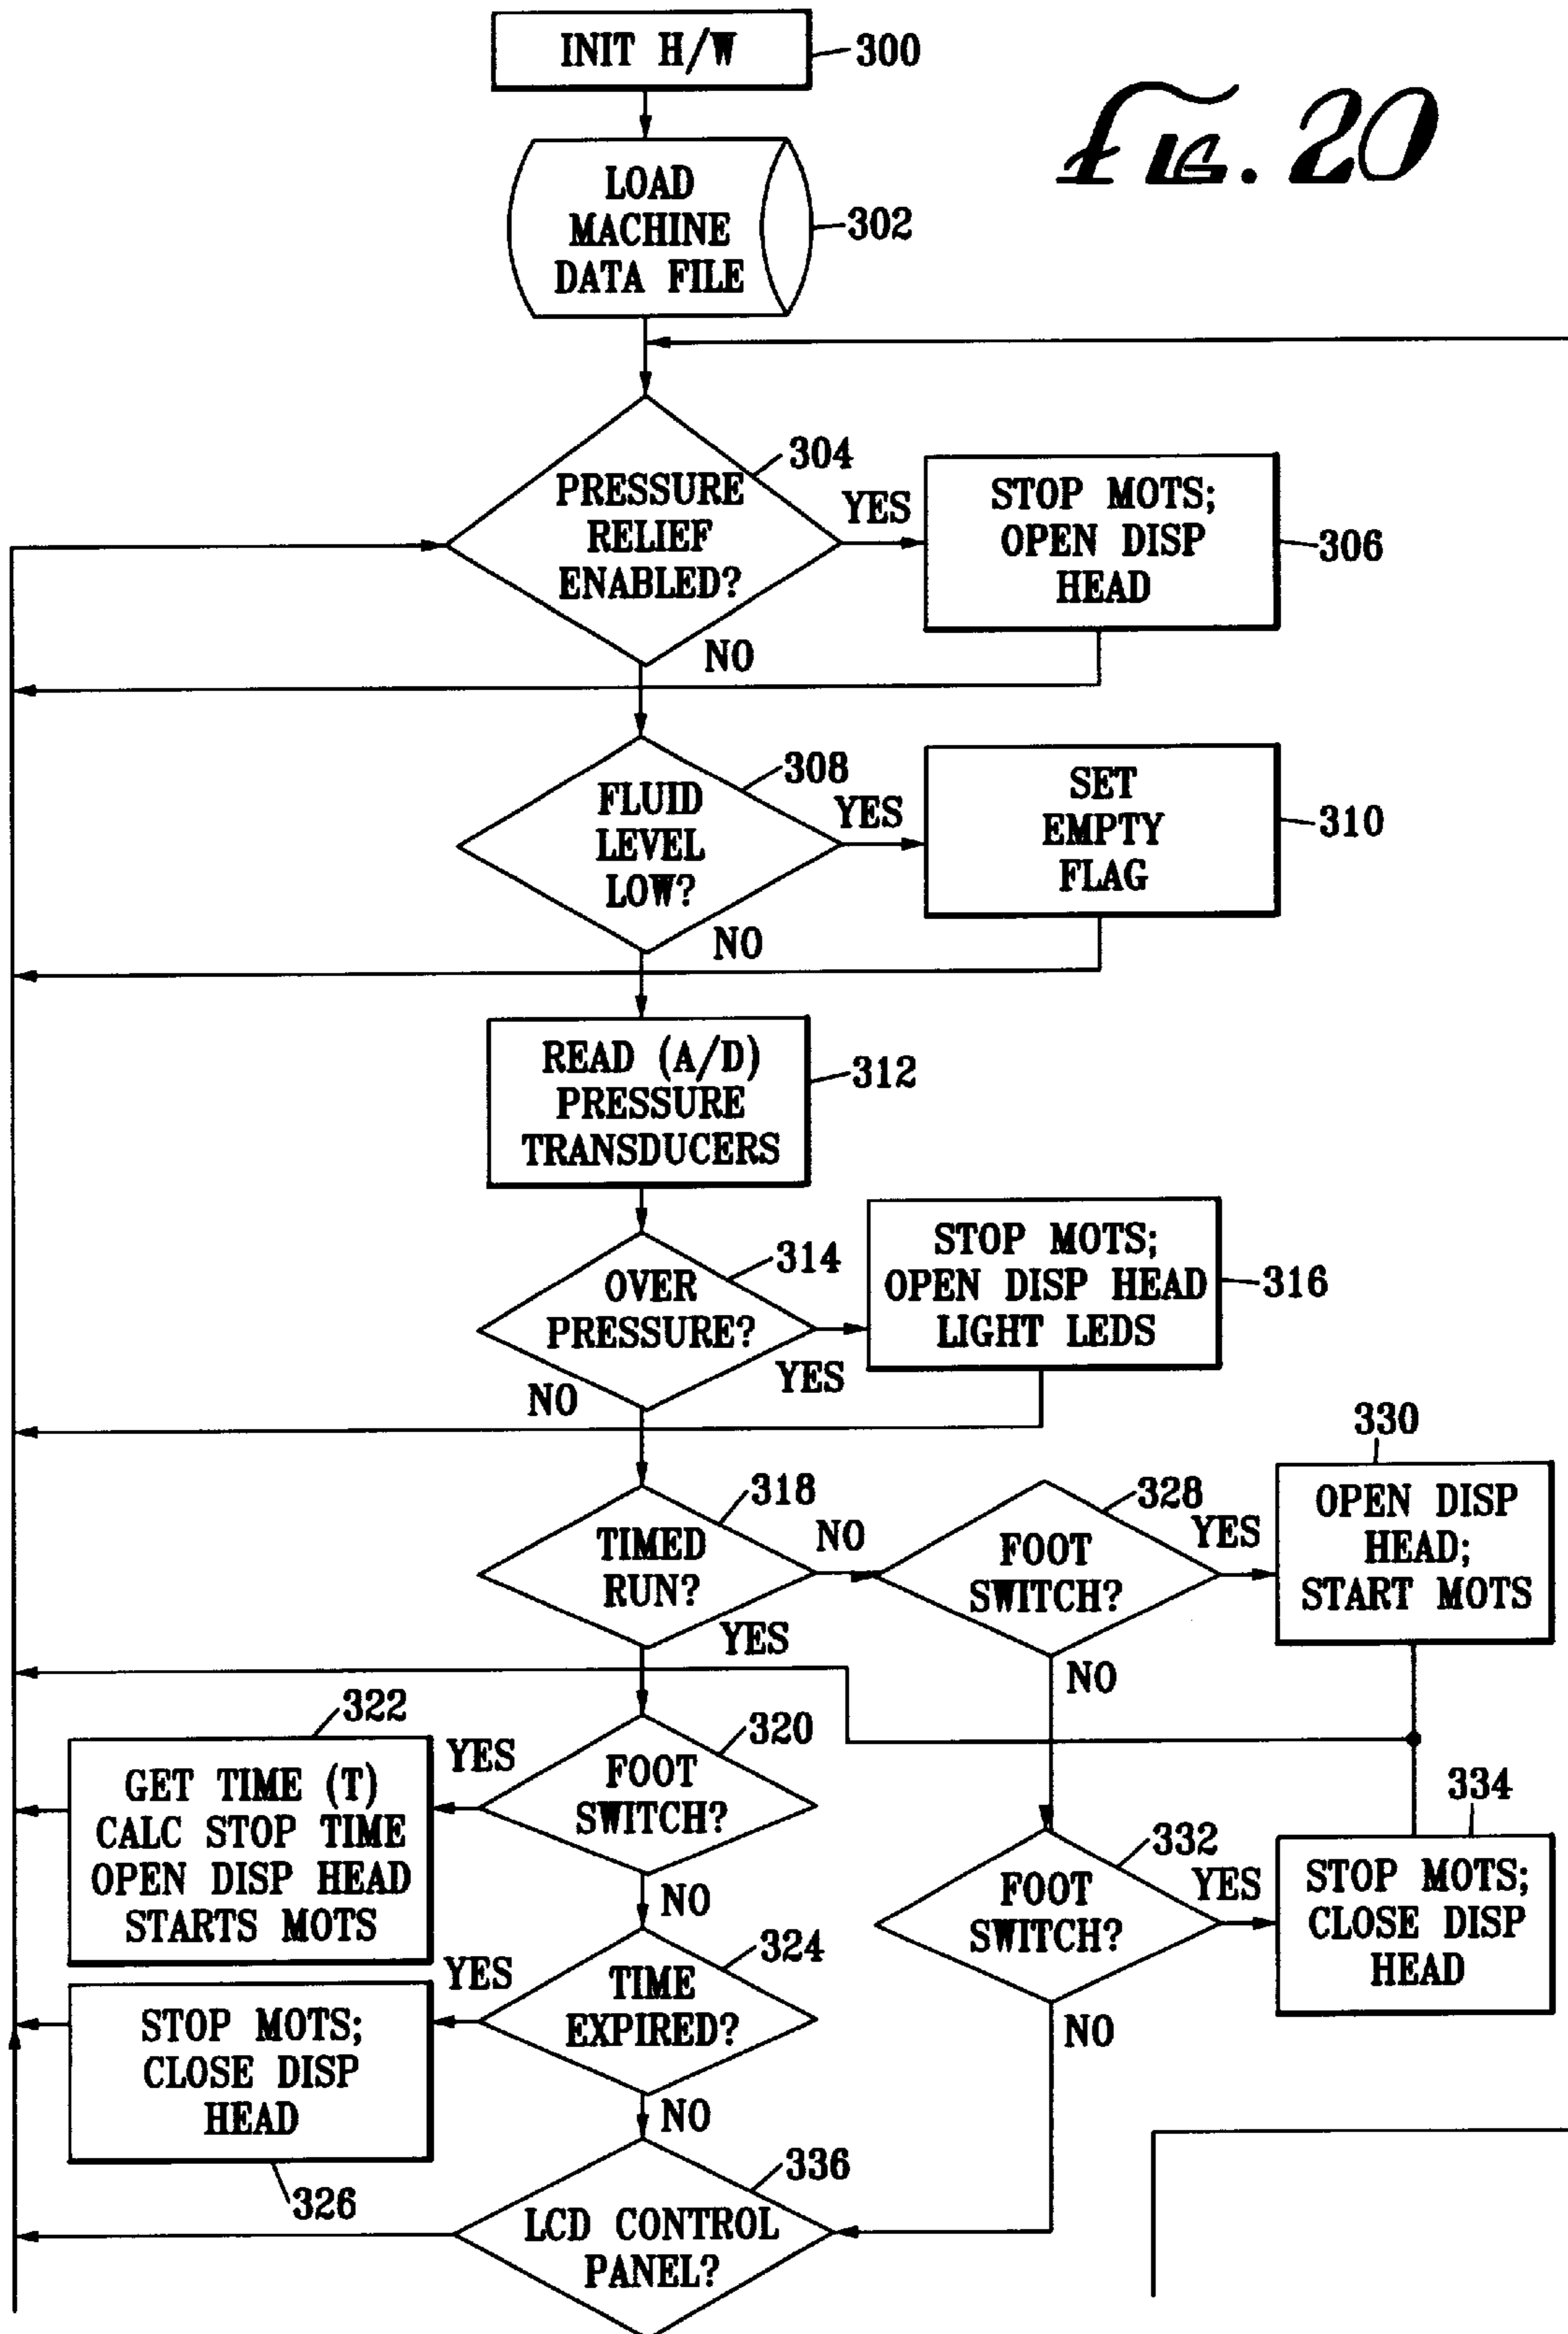 INIT H/W
300
FIG. 20
LOAD
MACHINE
DATA FILE
302
304
PRESSURE
RELIEF
ENABLED?
YES
STOP MOTS;
OPEN DISP
HEAD
306
NO
308
FLUID
LEVEL
LOW?
YES
SET
EMPTY
FLAG
310
NO
READ (A/D)
PRESSURE
TRANSDUCERS
312
314
OVER
PRESSURE?
YES
STOP MOTS;
OPEN DISP HEAD
LIGHT LEDS
316
NO
318
TIMED
RUN?
NO
328
FOOT
SWITCH?
YES
330
OPEN DISP
HEAD;
START MOTS
YES
NO
320
FOOT
SWITCH?
YES
322
GET TIME (T)
CALC STOP TIME
OPEN DISP HEAD
STARTS MOTS
332
FOOT
SWITCH?
YES
334
STOP MOTS;
CLOSE DISP
HEAD
NO
324
TIME
EXPIRED?
YES
STOP MOTS;
CLOSE DISP
HEAD
326
NO
NO
336
LCD CONTROL
PANEL?